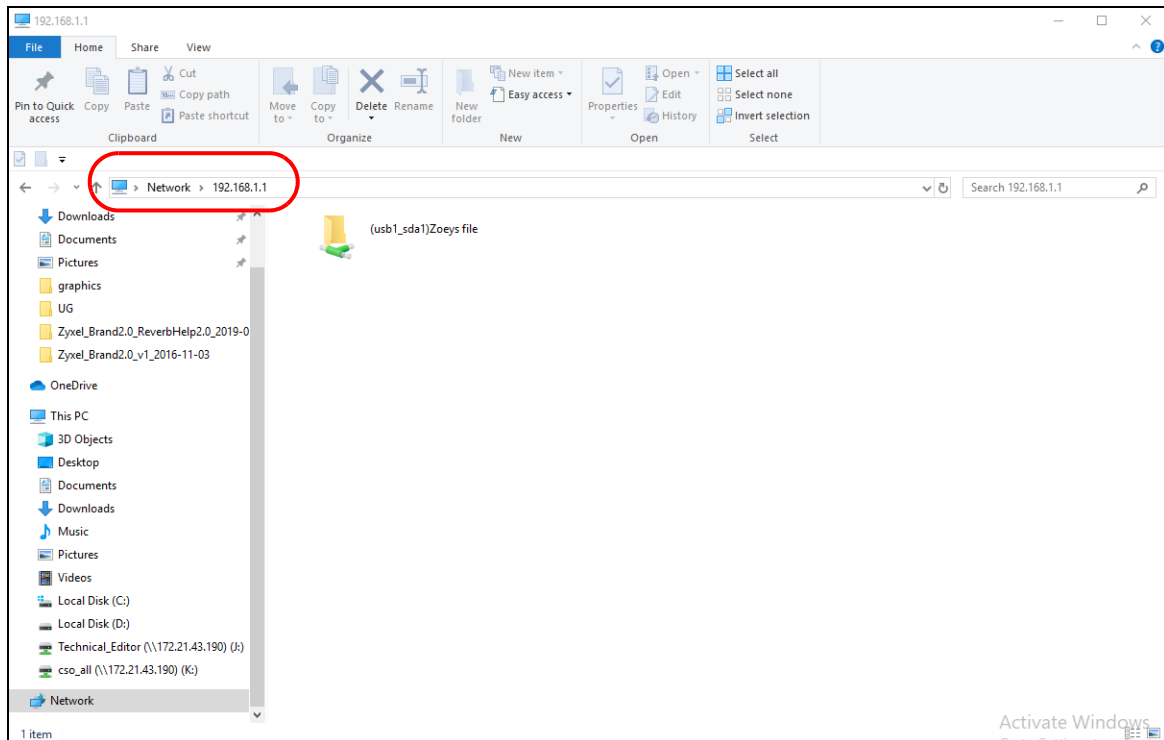 192.168.1.1
File Home Share View
Pin to Quick access
Copy
Paste
Cut
Copy path
Paste shortcut
Clipboard
Move to
Copy to
Delete
Rename
Organize
New folder
New item
Easy access
New
Properties
Open
Edit
History
Open
Select all
Select none
Invert selection
Select
Network > 192.168.1.1
Search 192.168.1.1
Downloads
Documents
Pictures
graphics
UG
Zyxel_Brand2.0_ReverbHelp2.0_2019-0
Zyxel_Brand2.0_v1_2016-11-03
OneDrive
This PC
3D Objects
Desktop
Documents
Downloads
Music
Pictures
Videos
Local Disk (C:)
Local Disk (D:)
Technical_Editor (\\172.21.43.190) (J:)
cso_all (\\172.21.43.190) (K:)
Network
(usb1_sda1)Zoeys file
1 item
Activate Windows